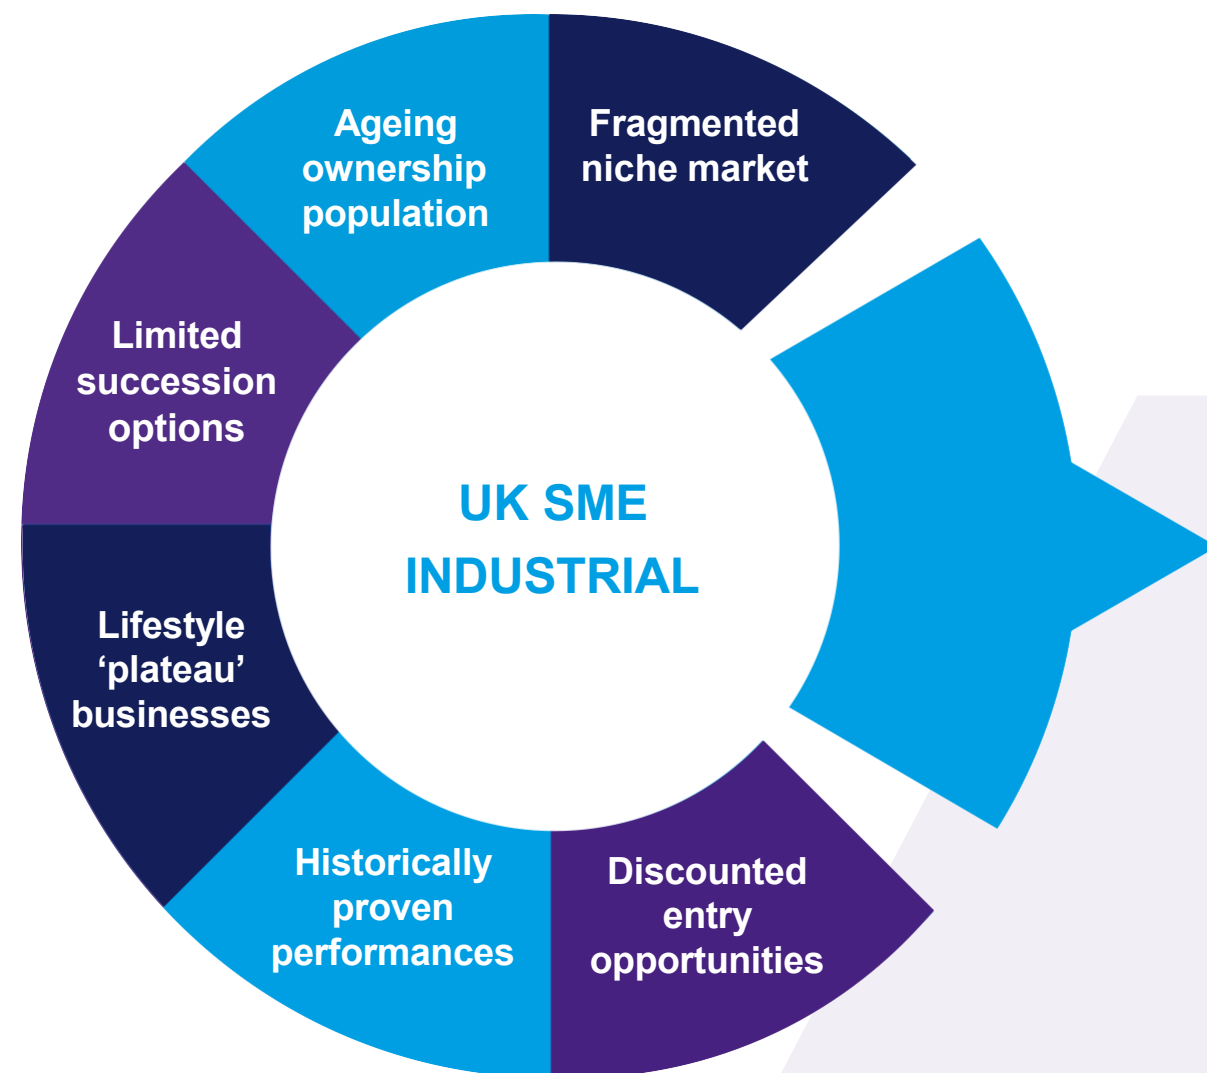 Ageing
ownership
population
Fragmented
niche market
Limited
succession
options
UK SME
INDUSTRIAL
Lifestyle
‘plateau’
businesses
Historically
proven
performances
Discounted
entry
opportunities